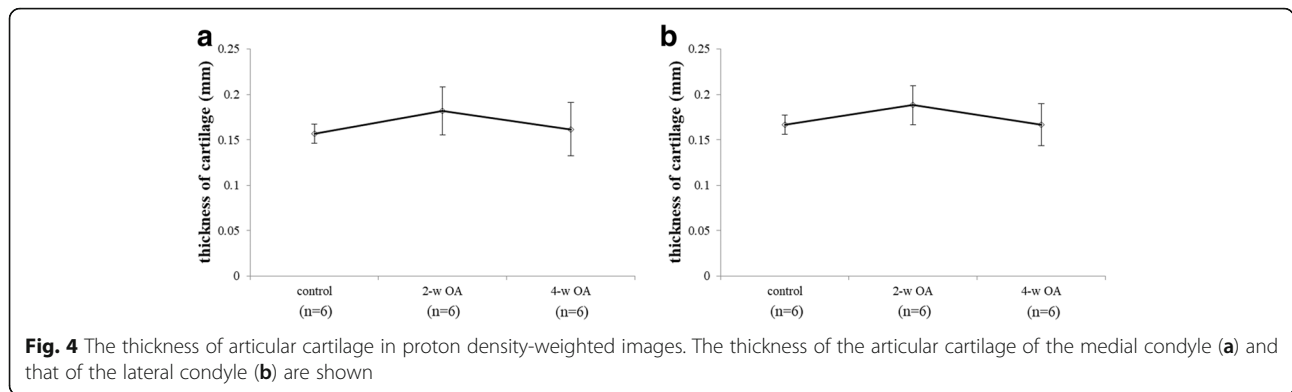 a
thickness of cartilage (mm)
0.25
0.2
0.15
0.1
0.05
0
control
2-w OA
4-w OA
(n=6)
(n=6)
(n=6)
b
thickness of cartilage (mm)
0.25
0.2
0.15
0.1
0.05
0
control
2-w OA
4-w OA
(n=6)
(n=6)
(n=6)
Fig. 4 The thickness of articular cartilage in proton density-weighted images. The thickness of the articular cartilage of the medial condyle (a) and
that of the lateral condyle (b) are shown